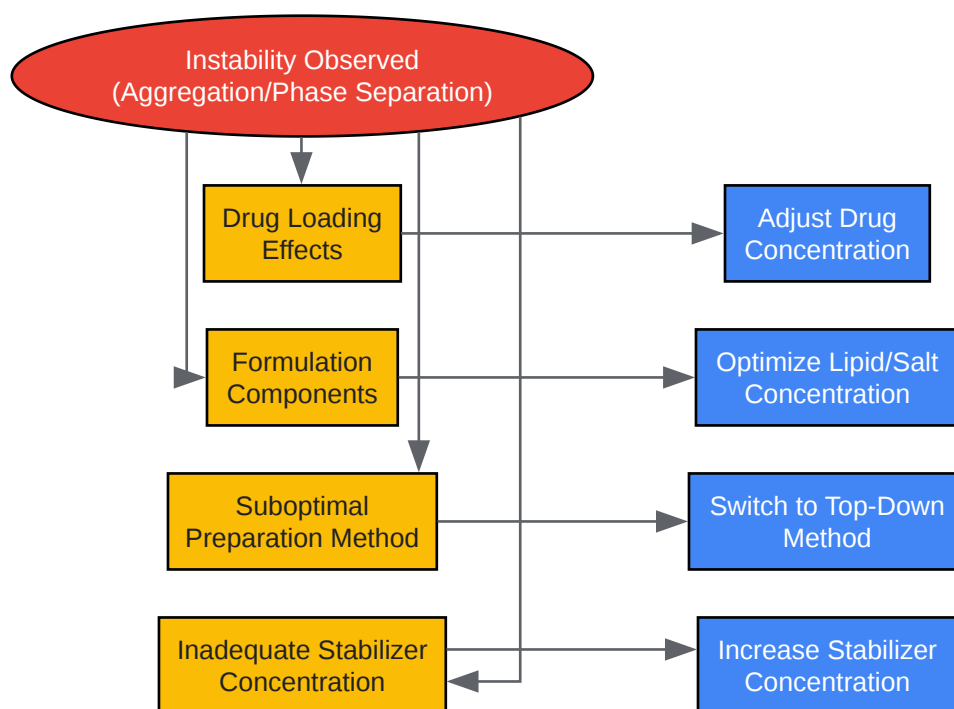 Instability Observed
(Aggregation/Phase Separation)
Drug Loading
Effects
Adjust Drug
Concentration
Formulation
Components
Optimize Lipid/Salt
Concentration
Suboptimal
Preparation Method
Switch to Top-Down
Method
Inadequate Stabilizer
Concentration
Increase Stabilizer
Concentration